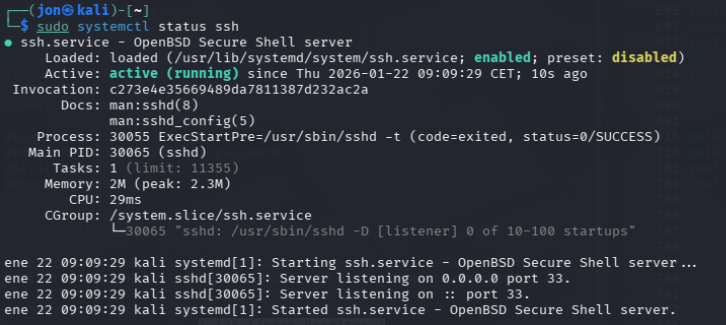 ┌──(jon㉿kali)-[~]
└─$ sudo systemctl status ssh
● ssh.service - OpenBSD Secure Shell server
Loaded: loaded (/usr/lib/systemd/system/ssh.service; enabled; preset: disabled)
Active: active (running) since Thu 2026-01-22 09:09:29 CET; 10s ago
Invocation: c273e4e35669489da7811387d232ac2a
Docs: man:sshd(8)
man:sshd_config(5)
Process: 30055 ExecStartPre=/usr/sbin/sshd -t (code=exited, status=0/SUCCESS)
Main PID: 30065 (sshd)
Tasks: 1 (limit: 11355)
Memory: 2M (peak: 2.3M)
CPU: 29ms
CGroup: /system.slice/ssh.service
└─30065 "sshd: /usr/sbin/sshd -D [listener] 0 of 10-100 startups"
ene 22 09:09:29 kali systemd[1]: Starting ssh.service - OpenBSD Secure Shell server...
ene 22 09:09:29 kali sshd[30065]: Server listening on 0.0.0.0 port 33.
ene 22 09:09:29 kali sshd[30065]: Server listening on :: port 33.
ene 22 09:09:29 kali systemd[1]: Started ssh.service - OpenBSD Secure Shell server.